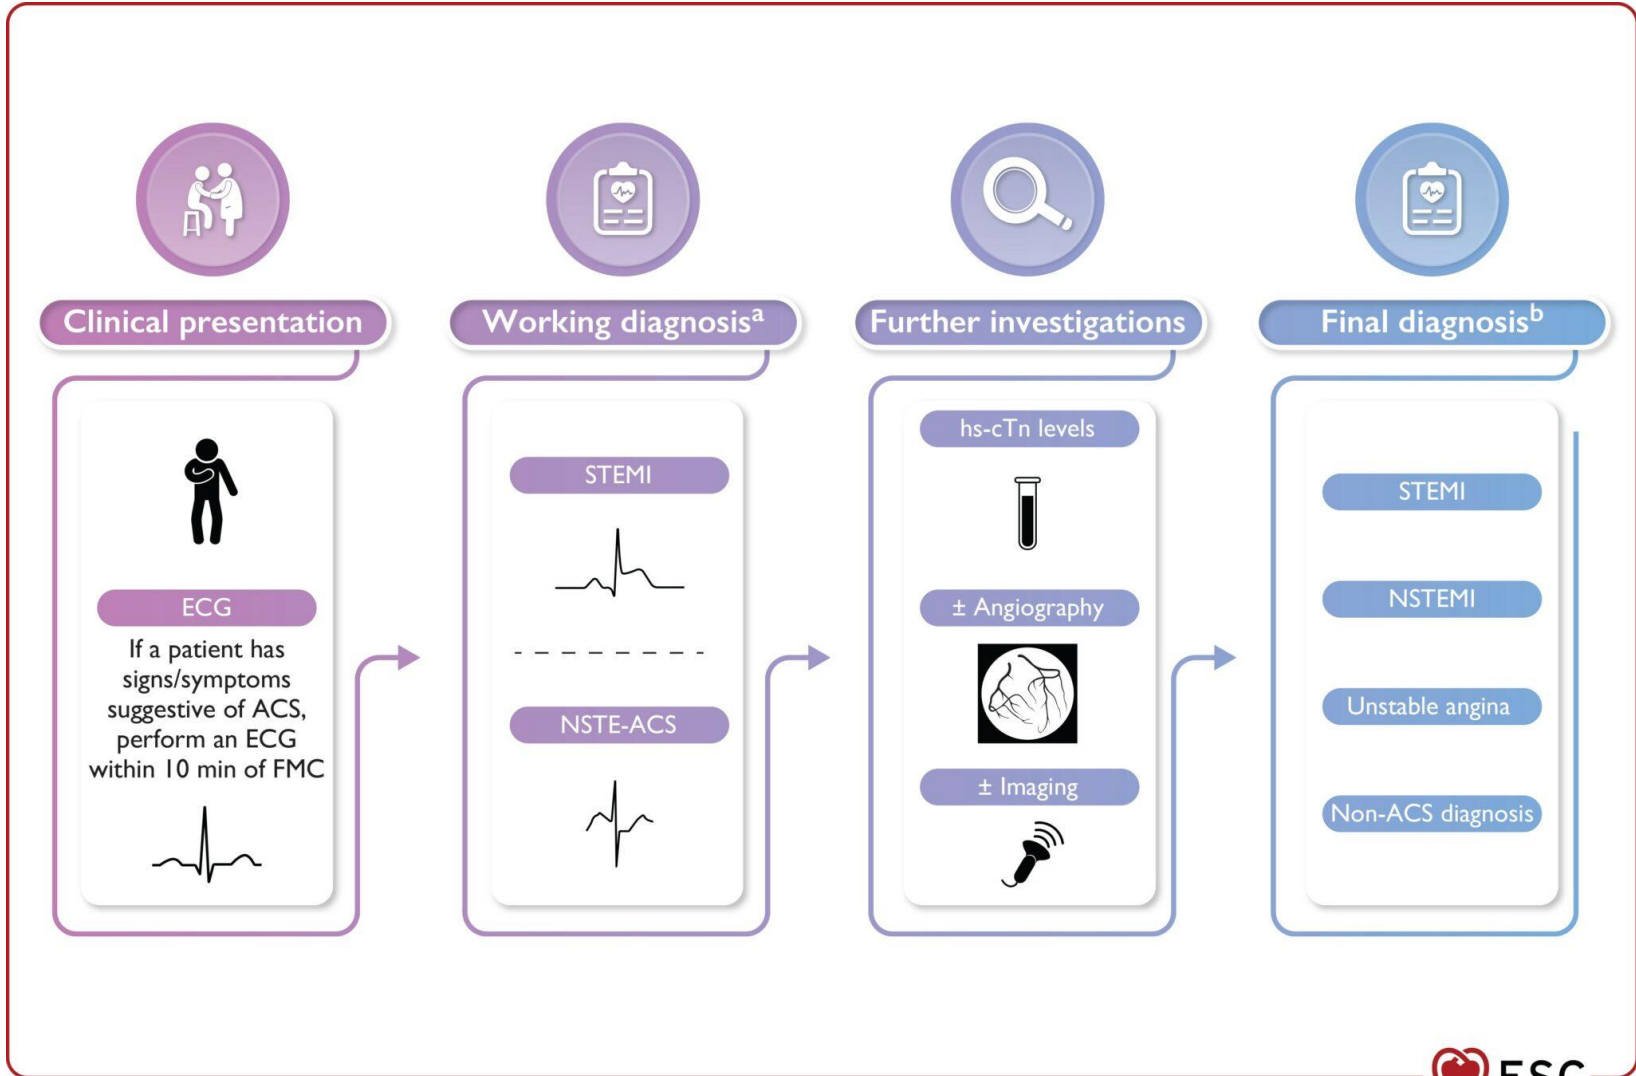 Clinical presentation
ECG
If a patient has
signs/symptoms
suggestive of ACS,
perform an ECG
within 10 min of FMC
Working diagnosisᵃ
STEMI
NSTE-ACS
Further investigations
hs-cTn levels
± Angiography
± Imaging
Final diagnosisᵇ
STEMI
NSTEMI
Unstable angina
Non-ACS diagnosis
ESC